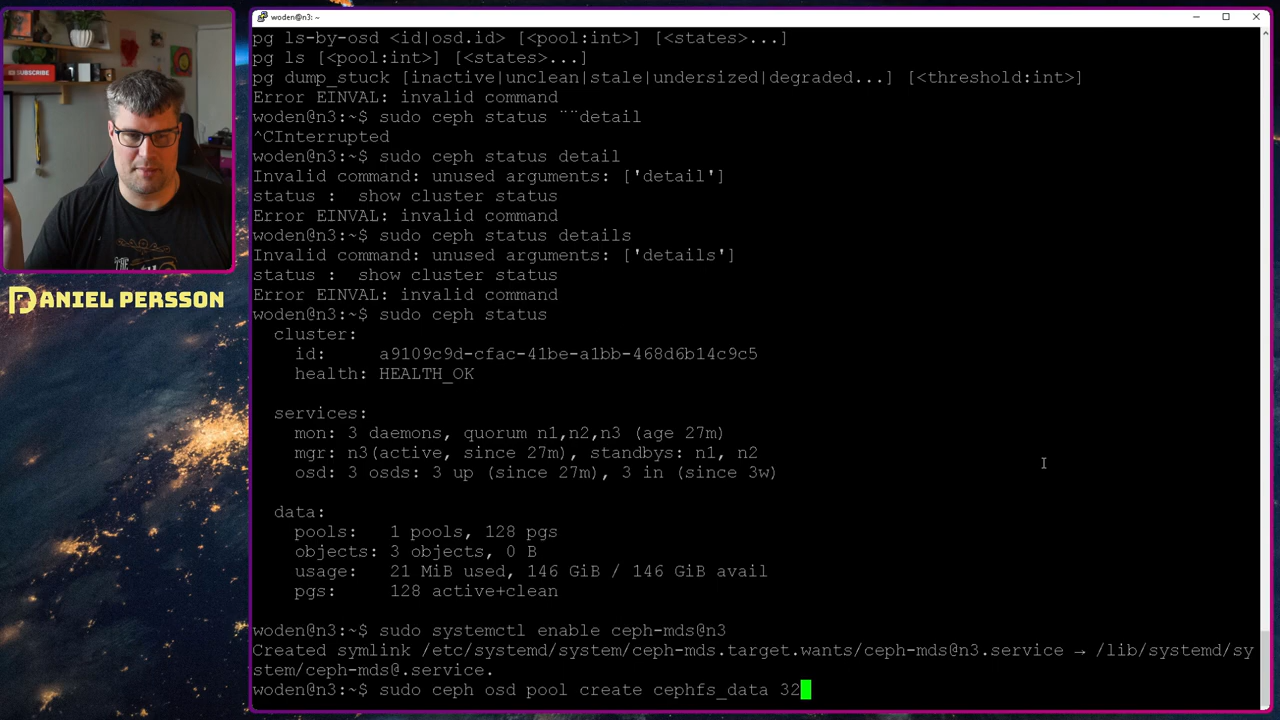 woden@n3: ~
pg ls-by-osd <id|osd.id> [<pool:int>] [<states>...]
pg ls [<pool:int>] [<states>...]
pg dump_stuck [inactive|unclean|stale|undersized|degraded...] [<threshold:int>]
Error EINVAL: invalid command
woden@n3:~$ sudo ceph status ¨¨detail
^CInterrupted
woden@n3:~$ sudo ceph status detail
Invalid command: unused arguments: ['detail']
status :  show cluster status
Error EINVAL: invalid command
woden@n3:~$ sudo ceph status details
Invalid command: unused arguments: ['details']
status :  show cluster status
Error EINVAL: invalid command
woden@n3:~$ sudo ceph status
cluster:
id:     a9109c9d-cfac-41be-a1bb-468d6b14c9c5
health: HEALTH_OK
services:
mon: 3 daemons, quorum n1,n2,n3 (age 27m)
mgr: n3(active, since 27m), standbys: n1, n2
osd: 3 osds: 3 up (since 27m), 3 in (since 3w)
data:
pools:   1 pools, 128 pgs
objects: 3 objects, 0 B
usage:   21 MiB used, 146 GiB / 146 GiB avail
pgs:     128 active+clean
woden@n3:~$ sudo systemctl enable ceph-mds@n3
Created symlink /etc/systemd/system/ceph-mds.target.wants/ceph-mds@n3.service → /lib/systemd/sy
stem/ceph-mds@.service.
woden@n3:~$ sudo ceph osd pool create cephfs_data 32
SUBSCRIBE
THE
DANIEL PERSSON